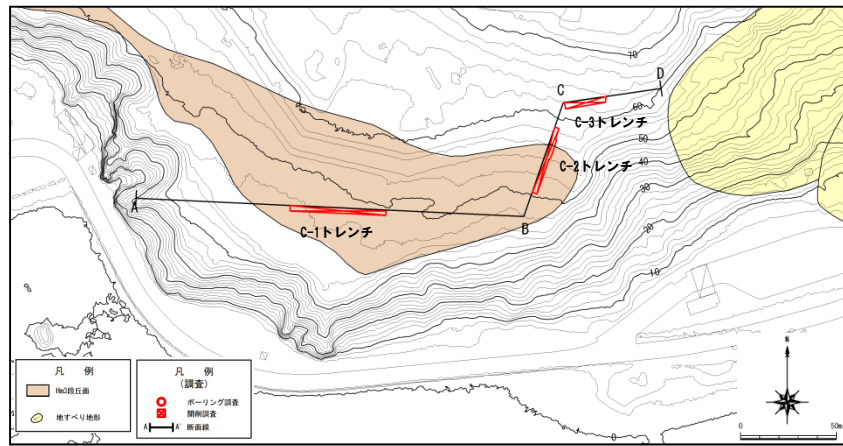 70
D
C
60
C-3トレンチ
50
C-2トレンチ
40
30
A
B
C-1トレンチ
20
10
凡　例
Hm3段丘面
地すべり地形
凡　例
(調査)
ボーリング調査
開削調査
A A' 断面線
N
0 50m
0